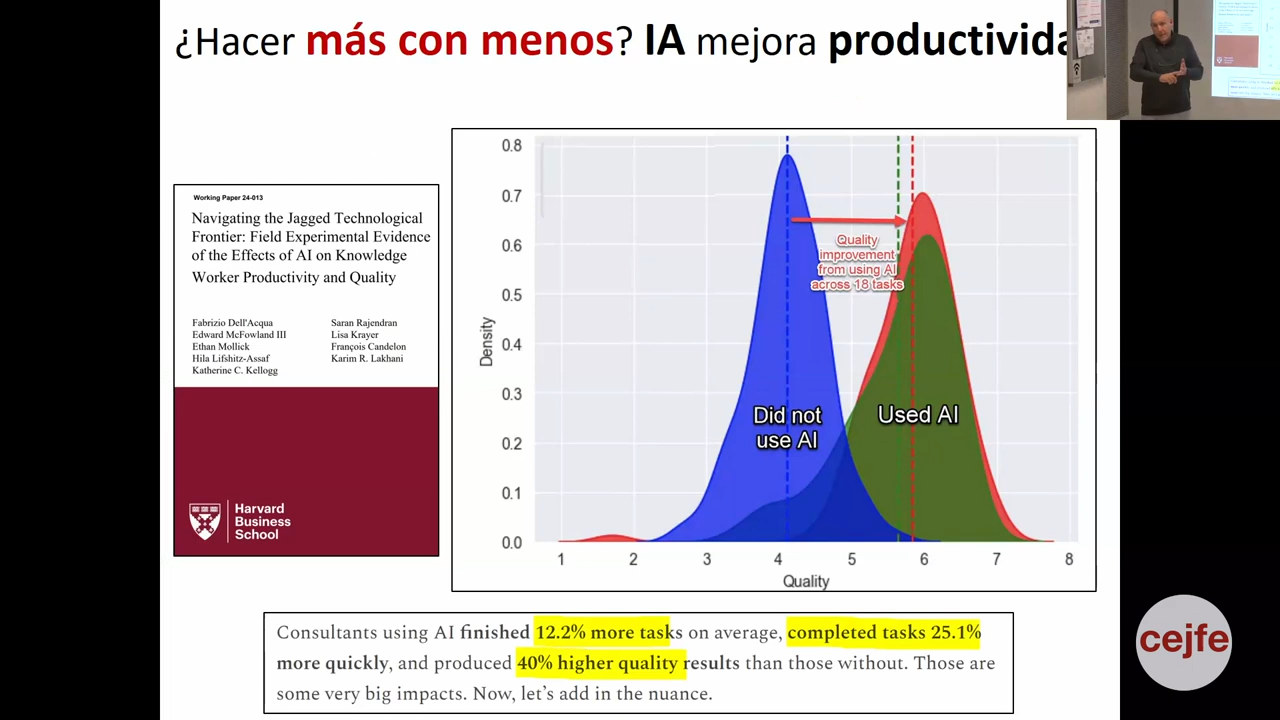 ¿Hacer más con menos? IA mejora productivida
Working Paper 24-013
Navigating the Jagged Technological
Frontier: Field Experimental Evidence
of the Effects of AI on Knowledge
Worker Productivity and Quality
Fabrizio Dell'Acqua
Edward McFowland III
Ethan Mollick
Hila Lifshitz-Assaf
Katherine C. Kellogg
Saran Rajendran
Lisa Krayer
François Candelon
Karim R. Lakhani
Harvard
Business
School
0.8
0.7
0.6
0.5
0.4
0.3
0.2
0.1
0.0
Density
Quality
improvement
from using AI
across 18 tasks
Did not
use AI
Used AI
1 2 3 4 5 6 7 8
Quality
Consultants using AI finished 12.2% more tasks on average, completed tasks 25.1%
more quickly, and produced 40% higher quality results than those without. Those are
some very big impacts. Now, let's add in the nuance.
cejfe